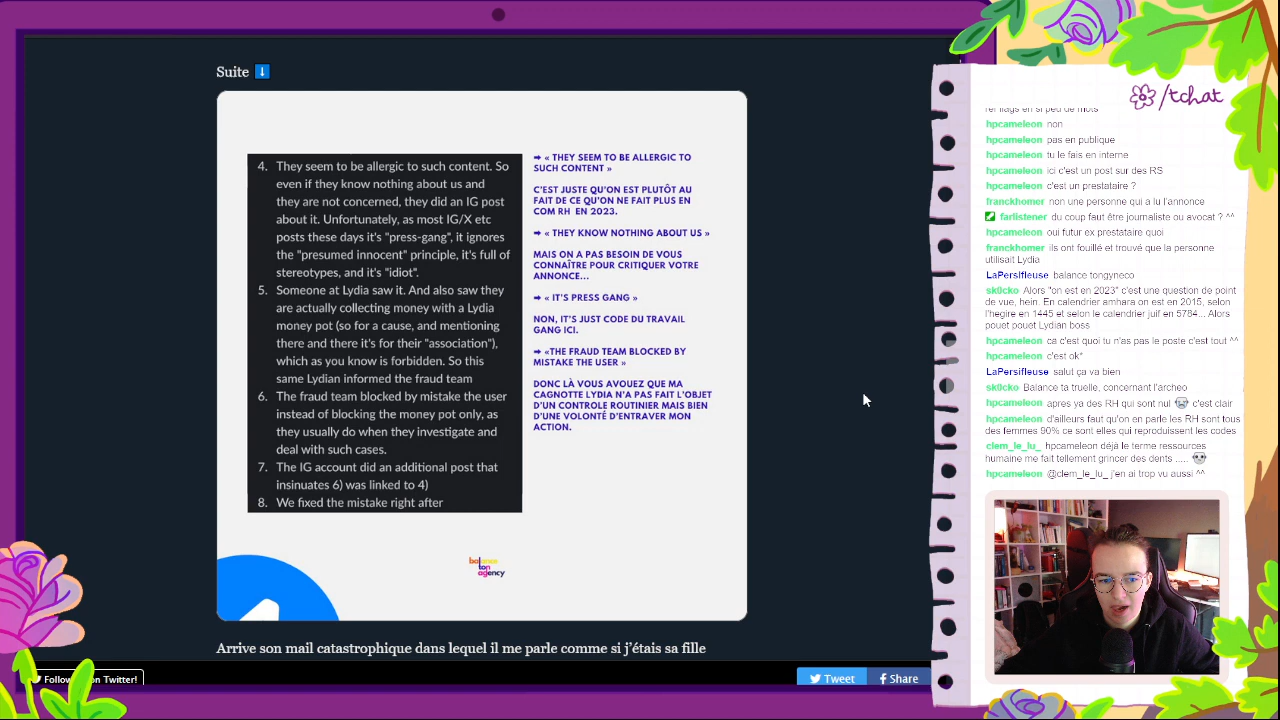 Suite ⬇
4. They seem to be allergic to such content. So
even if they know nothing about us and
they are not concerned, they did an IG post
about it. Unfortunately, as most IG/X etc
posts these days it's "press-gang", it ignores
the "presumed innocent" principle, it's full of
stereotypes, and it's "idiot".
5. Someone at Lydia saw it. And also saw they
are actually collecting money with a Lydia
money pot (so for a cause, and mentioning
there and there it's for their "association"),
which as you know is forbidden. So this
same Lydian informed the fraud team
6. The fraud team blocked by mistake the user
instead of blocking the money pot only, as
they usually do when they investigate and
deal with such cases.
7. The IG account did an additional post that
insinuates 6) was linked to 4)
8. We fixed the mistake right after
➡ « THEY SEEM TO BE ALLERGIC TO
SUCH CONTENT »
C'EST JUSTE QU'ON EST PLUTÔT AU
FAIT DE CE QU'ON NE FAIT PLUS EN
COM RH EN 2023.
➡ « THEY KNOW NOTHING ABOUT US »
MAIS ON A PAS BESOIN DE VOUS
CONNAÎTRE POUR CRITIQUER VOTRE
ANNONCE...
➡ « IT'S PRESS GANG »
NON, IT'S JUST CODE DU TRAVAIL
GANG ICI.
➡ «THE FRAUD TEAM BLOCKED BY
MISTAKE THE USER »
DONC LÀ VOUS AVOUEZ QUE MA
CAGNOTTE LYDIA N'A PAS FAIT L'OBJET
D'UN CONTROLE ROUTINIER MAIS BIEN
D'UNE VOLONTÉ D'ENTRAVER MON
ACTION.
balance
ton
agency
Arrive son mail catastrophique dans lequel il me parle comme si j'étais sa fille
Follow on Twitter!
Tweet
Share
/tchat
flags en si peu de mots
hpcameleon non
hpcameleon pas en publique
hpcameleon tu le fais en interne
hpcameleon ici c'est un post sur des RS
hpcameleon c'est un prestataire ?
franckhomer non une personne qui a lu l'annonce
farlistener du coup faut être journaliste ou avocat ? ^^
hpcameleon oui futur ex prestataire quoi
franckhomer ils ont fouillé et trouvé que la personne
utilisait Lydia
LaPersifleuse balance tongyneco
sk0cko Alors "on est en 2023" c'est une question de point
de vue, hein. En calendrier amhara on est en 2015, selon
l'hegire en 1445 et selon le calendrier juif en 5784... Alors
pouet pouet Lydian boss
hpcameleon ca c'est quoi tu n'as pas le poste c'est tout ^^
hpcameleon c'est ok*
LaPersifleuse salut ça va bien
sk0cko Balance ta truelle, concernant l'archeo
hpcameleon apres ya des RH qui sont nul c'est clair
hpcameleon d'ailleurs faut qu'on en parle les RH sont tous
des femmes 90% ce sont elles qui reproduisent les codes
clem_le_lu_ hpcameleon déjà le terme ressources
humaine me fait tellement grincer des dents .....
hpcameleon @clem_le_lu_ j'en ai trop vu aussi ^^